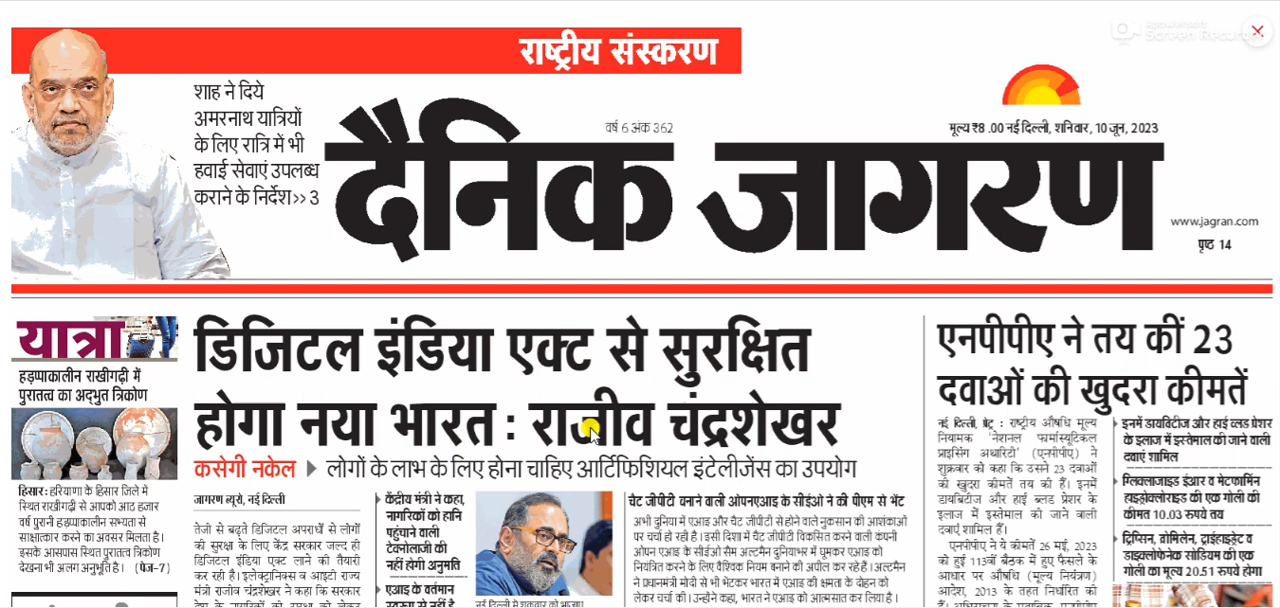 राष्ट्रीय संस्करण
शाह ने दिये
अमरनाथ यात्रियों
के लिए रात्रि में भी
हवाई सेवाएं उपलब्ध
कराने के निर्देश>> 3
वर्ष 6 अंक 362
मूल्य ₹8 .00 नई दिल्ली, शनिवार, 10 जून, 2023
दैनिक जागरण
www.jagran.com
पृष्ठ 14
यात्रा
हड़प्पाकालीन राखीगढ़ी में
पुरातत्व का अद्भुत त्रिकोण
हिसार: हरियाणा के हिसार जिले में
स्थित राखीगढ़ी से आपको आठ हजार
वर्ष पुरानी हड़प्पाकालीन सभ्यता से
साक्षात्कार करने का अवसर मिलता है।
इसके आसपास स्थित पुरातत्व त्रिकोण
देखना भी अलग अनुभूति है। (पेज-7)
डिजिटल इंडिया एक्ट से सुरक्षित
होगा नया भारत : राजीव चंद्रशेखर
कसेगी नकेल लोगों के लाभ के लिए होना चाहिए आर्टिफिशियल इंटेलीजेंस का उपयोग
जागरण ब्यूरो, नई दिल्ली
तेजी से बढ़ते डिजिटल अपराधों से लोगों
की सुरक्षा के लिए केंद्र सरकार जल्द ही
डिजिटल इंडिया एक्ट लाने की तैयारी
कर रही है। इलेक्ट्रानिक्स व आइटी राज्य
मंत्री राजीव चंद्रशेखर ने कहा कि सरकार
केंद्रीय मंत्री ने कहा,
नागरिकों को हानि
पहुंचाने वाली
टेक्नोलाजी की
नहीं होगी अनुमति
एआइ के वर्तमान
स्वरूप से नहीं है
नई दिल्ली में शुक्रवार को भाजपा
चैट जीपीटी बनाने वाली ओपनएआइ के सीईओ ने की पीएम से भेंट
अभी दुनिया में एआइ और चैट जीपीटी से होने वाले नुकसान की आशंकाओं
पर चर्चा हो रही है। इसी दिशा में चैट जीपीटी विकसित करने वाली कंपनी
ओपन एआइ के सीईओ सैम अल्टमैन दुनियाभर में घूमकर एआइ को
नियंत्रित करने के लिए वैश्विक नियम बनाने की अपील कर रहे हैं। अल्टमैन
ने प्रधानमंत्री मोदी से भी भेंटकर भारत में एआइ की क्षमता के दोहन को
लेकर चर्चा की। उन्होंने कहा, भारत ने एआइ को आत्मसात कर लिया है।
एनपीपीए ने तय कीं 23
दवाओं की खुदरा कीमतें
नई दिल्ली, प्रेट्र : राष्ट्रीय औषधि मूल्य
नियामक 'नेशनल फार्मास्यूटिकल
प्राइसिंग अथारिटी' (एनपीपीए) ने
शुक्रवार को कहा कि उसने 23 दवाओं
की खुदरा कीमतें तय की हैं। इनमें
डायबिटीज और हाई ब्लड प्रेशर के
इलाज में इस्तेमाल की जाने वाली
दवाएं शामिल हैं।
एनपीपीए ने ये कीमतें 26 मई, 2023
को हुई 113वीं बैठक में हुए फैसले के
आधार पर औषधि (मूल्य नियंत्रण)
आदेश, 2013 के तहत निर्धारित की
इनमें डायबिटीज और हाई ब्लड प्रेशर
के इलाज में इस्तेमाल की जाने वाली
दवाएं शामिल
ग्लिक्लाजाइड ईआर व मेटफार्मिन
हाइड्रोक्लोराइड की एक गोली की
कीमत 10.03 रुपये तय
ट्रिप्सिन, ब्रोमिलेन, ट्राईहाइड्रेट व
डाइक्लोफेनेक सोडियम की एक
गोली का मूल्य 20.51 रुपये होगा